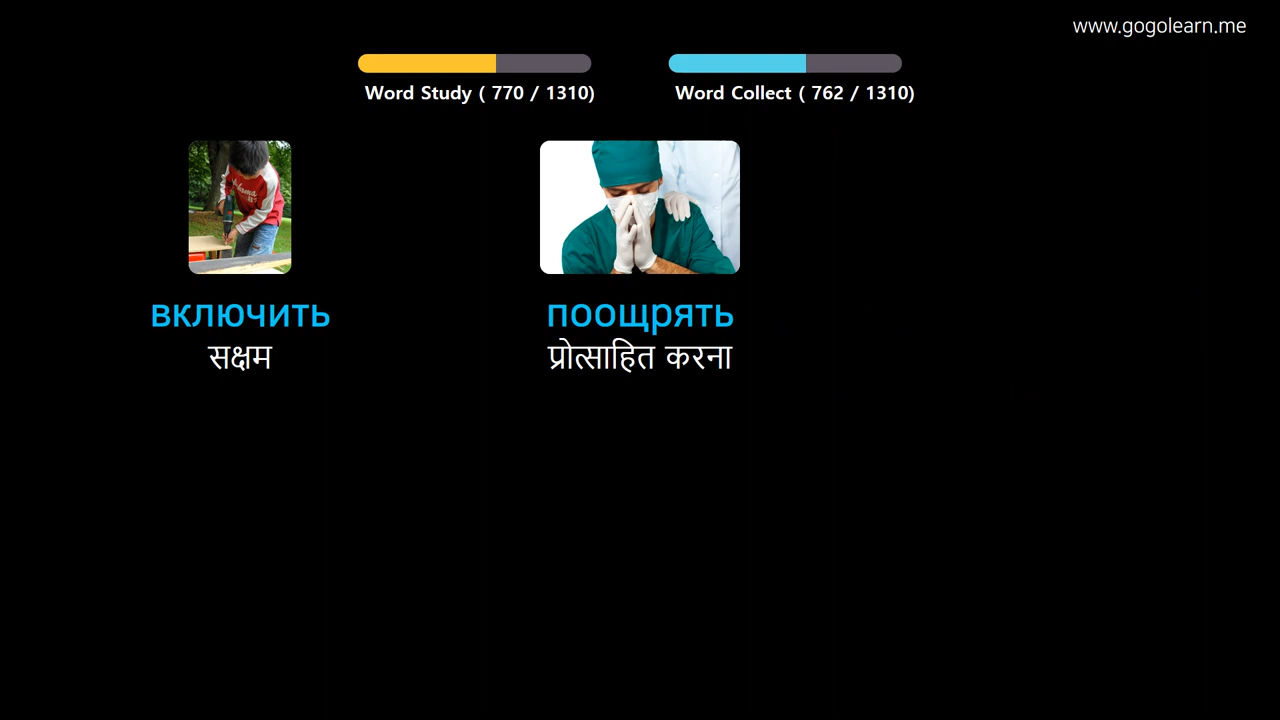 www.gogolearn.me
Word Study ( 770 / 1310)
Word Collect ( 762 / 1310)
включить
सक्षम
поощрять
प्रोत्साहित करना